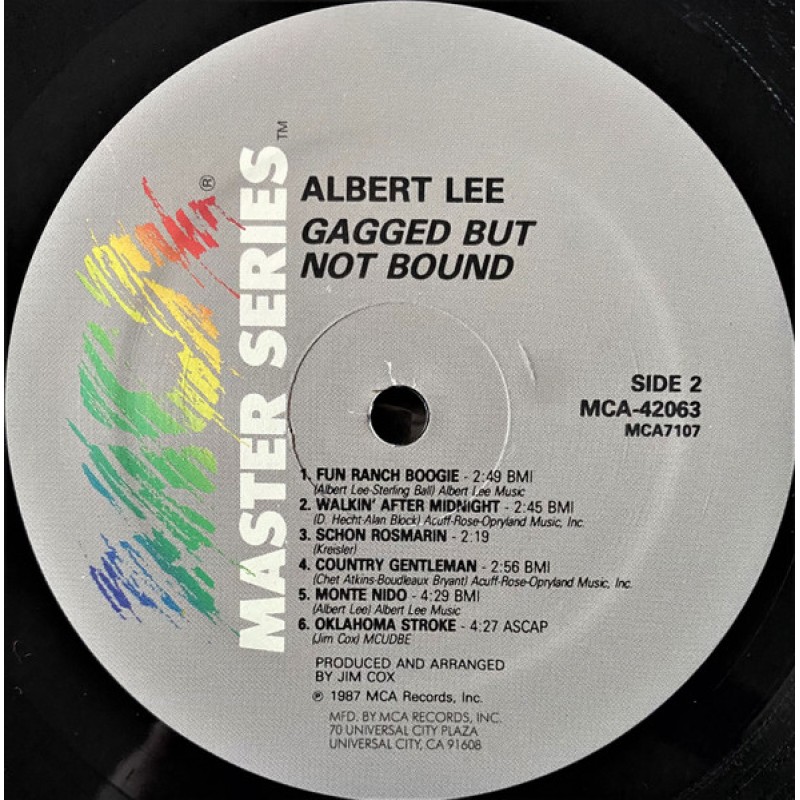 ALBERT LEE
GAGGED BUT
NOT BOUND
MCA ®
MASTER SERIES™
SIDE 2
MCA-42063
MCA7107
1. FUN RANCH BOOGIE - 2:49 BMI
(Albert Lee-Sterling Ball) Albert Lee Music
2. WALKIN' AFTER MIDNIGHT - 2:45 BMI
(D. Hecht-Alan Block) Acuff-Rose-Opryland Music, Inc.
3. SCHON ROSMARIN - 2:19
(Kreisler)
4. COUNTRY GENTLEMAN - 2:56 BMI
(Chet Atkins-Boudleaux Bryant) Acuff-Rose-Opryland Music, Inc.
5. MONTE NIDO - 4:29 BMI
(Albert Lee) Albert Lee Music
6. OKLAHOMA STROKE - 4:27 ASCAP
(Jim Cox) MCUDBE
PRODUCED AND ARRANGED
BY JIM COX
℗ 1987 MCA Records, Inc.
MFD. BY MCA RECORDS, INC.
70 UNIVERSAL CITY PLAZA
UNIVERSAL CITY, CA 91608